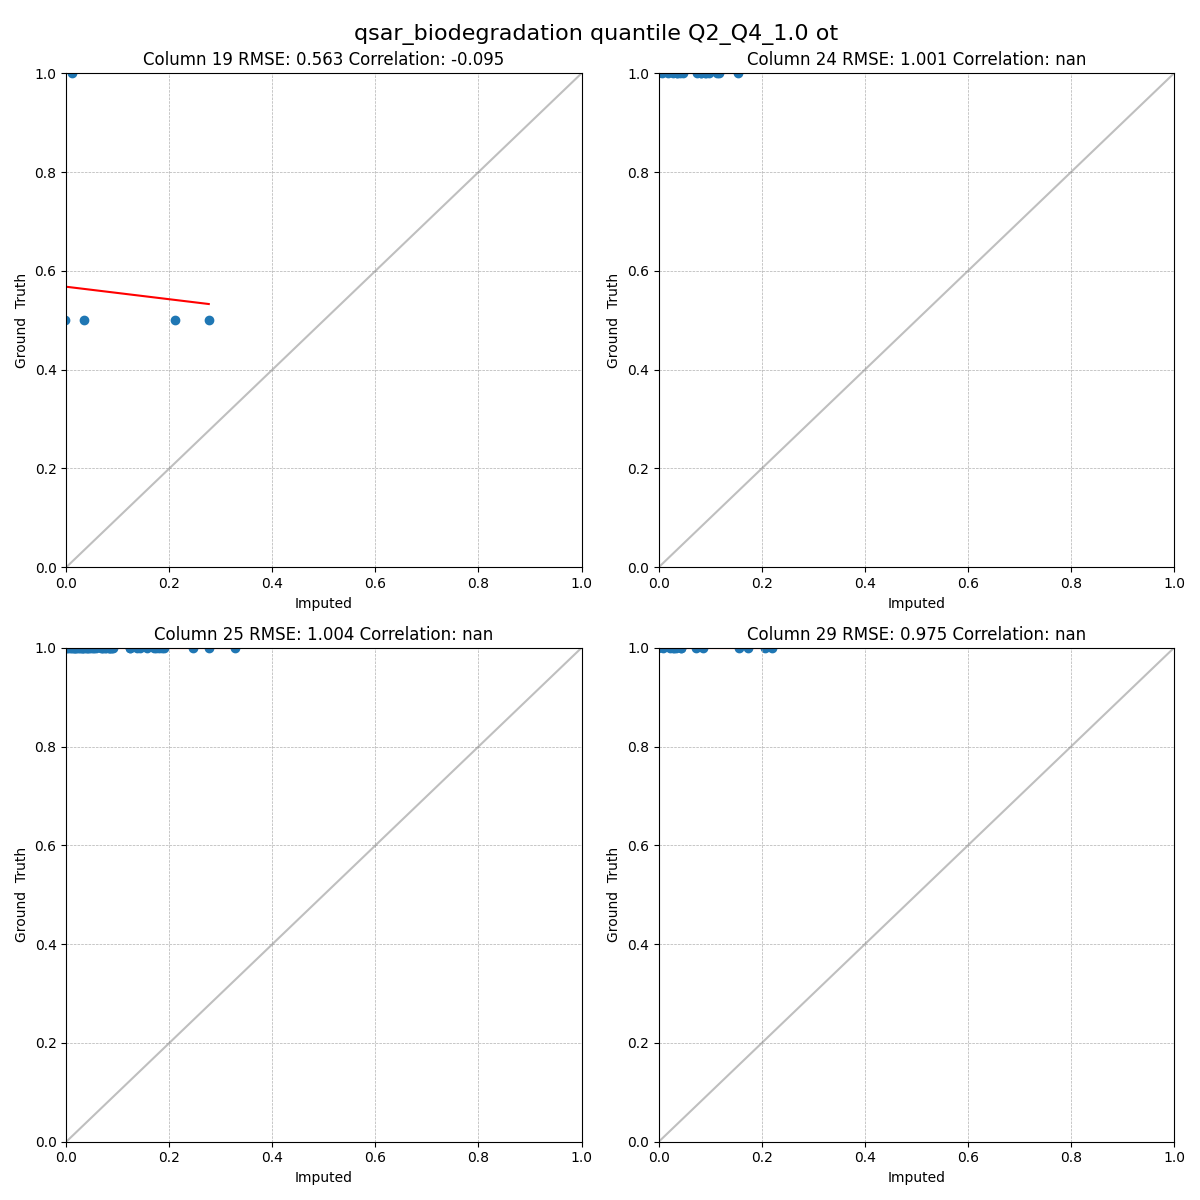 qsar_biodegradation quantile Q2_Q4_1.0 ot
Column 19 RMSE: 0.563 Correlation: -0.095
1.0
0.8
0.6
0.4
0.2
0.0
Ground  Truth
0.0 0.2 0.4 0.6 0.8 1.0
Imputed
Column 24 RMSE: 1.001 Correlation: nan
1.0
0.8
0.6
0.4
0.2
0.0
Ground  Truth
0.0 0.2 0.4 0.6 0.8 1.0
Imputed
Column 25 RMSE: 1.004 Correlation: nan
1.0
0.8
0.6
0.4
0.2
0.0
Ground  Truth
0.0 0.2 0.4 0.6 0.8 1.0
Imputed
Column 29 RMSE: 0.975 Correlation: nan
1.0
0.8
0.6
0.4
0.2
0.0
Ground  Truth
0.0 0.2 0.4 0.6 0.8 1.0
Imputed